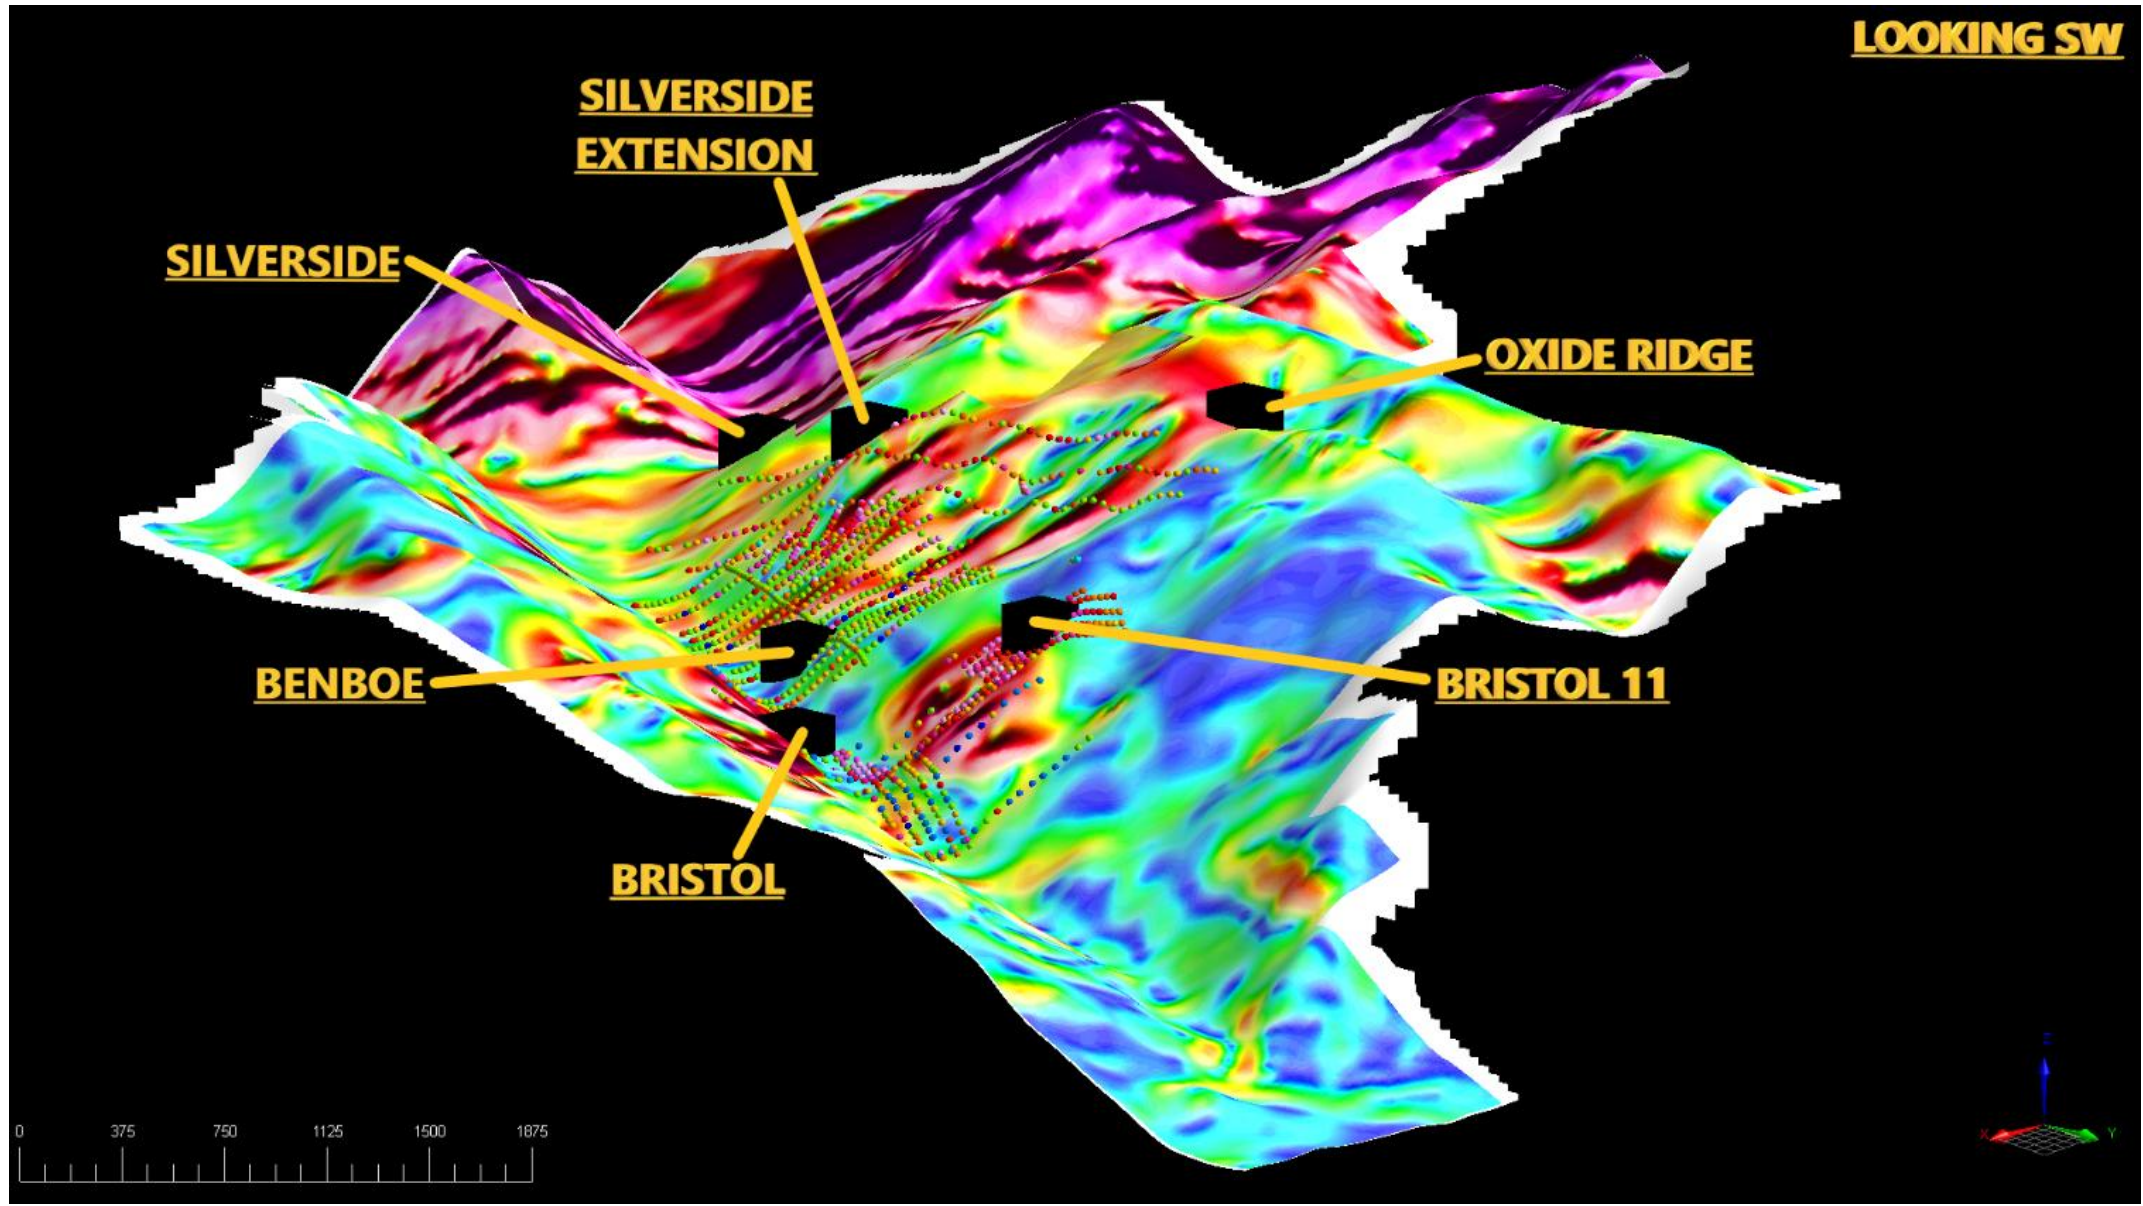 LOOKING SW
SILVERSIDE
EXTENSION
SILVERSIDE
OXIDE RIDGE
BENBOE
BRISTOL 11
BRISTOL
0 375 750 1125 1500 1875
Z
X Y